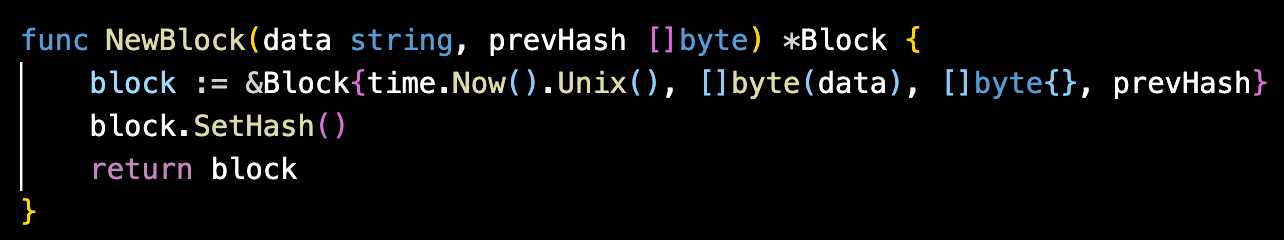 func NewBlock(data string, prevHash []byte) *Block {
    block := &Block{time.Now().Unix(), []byte(data), []byte{}, prevHash}
    block.SetHash()
    return block
}